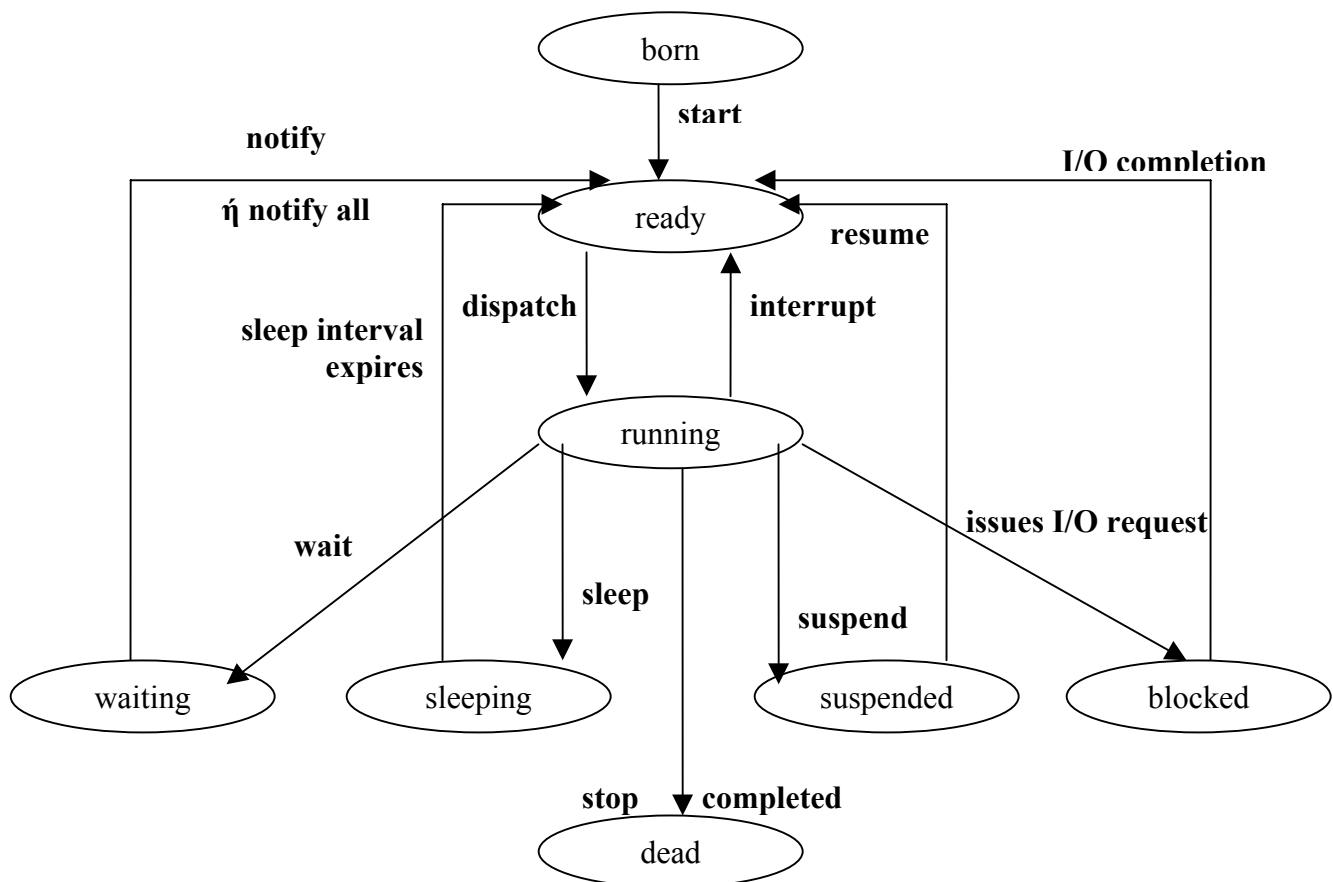 born
start
notify
I/O completion
ή notify all
ready
resume
dispatch
interrupt
sleep interval
expires
running
issues I/O request
wait
sleep
suspend
waiting
sleeping
suspended
blocked
stop
completed
dead